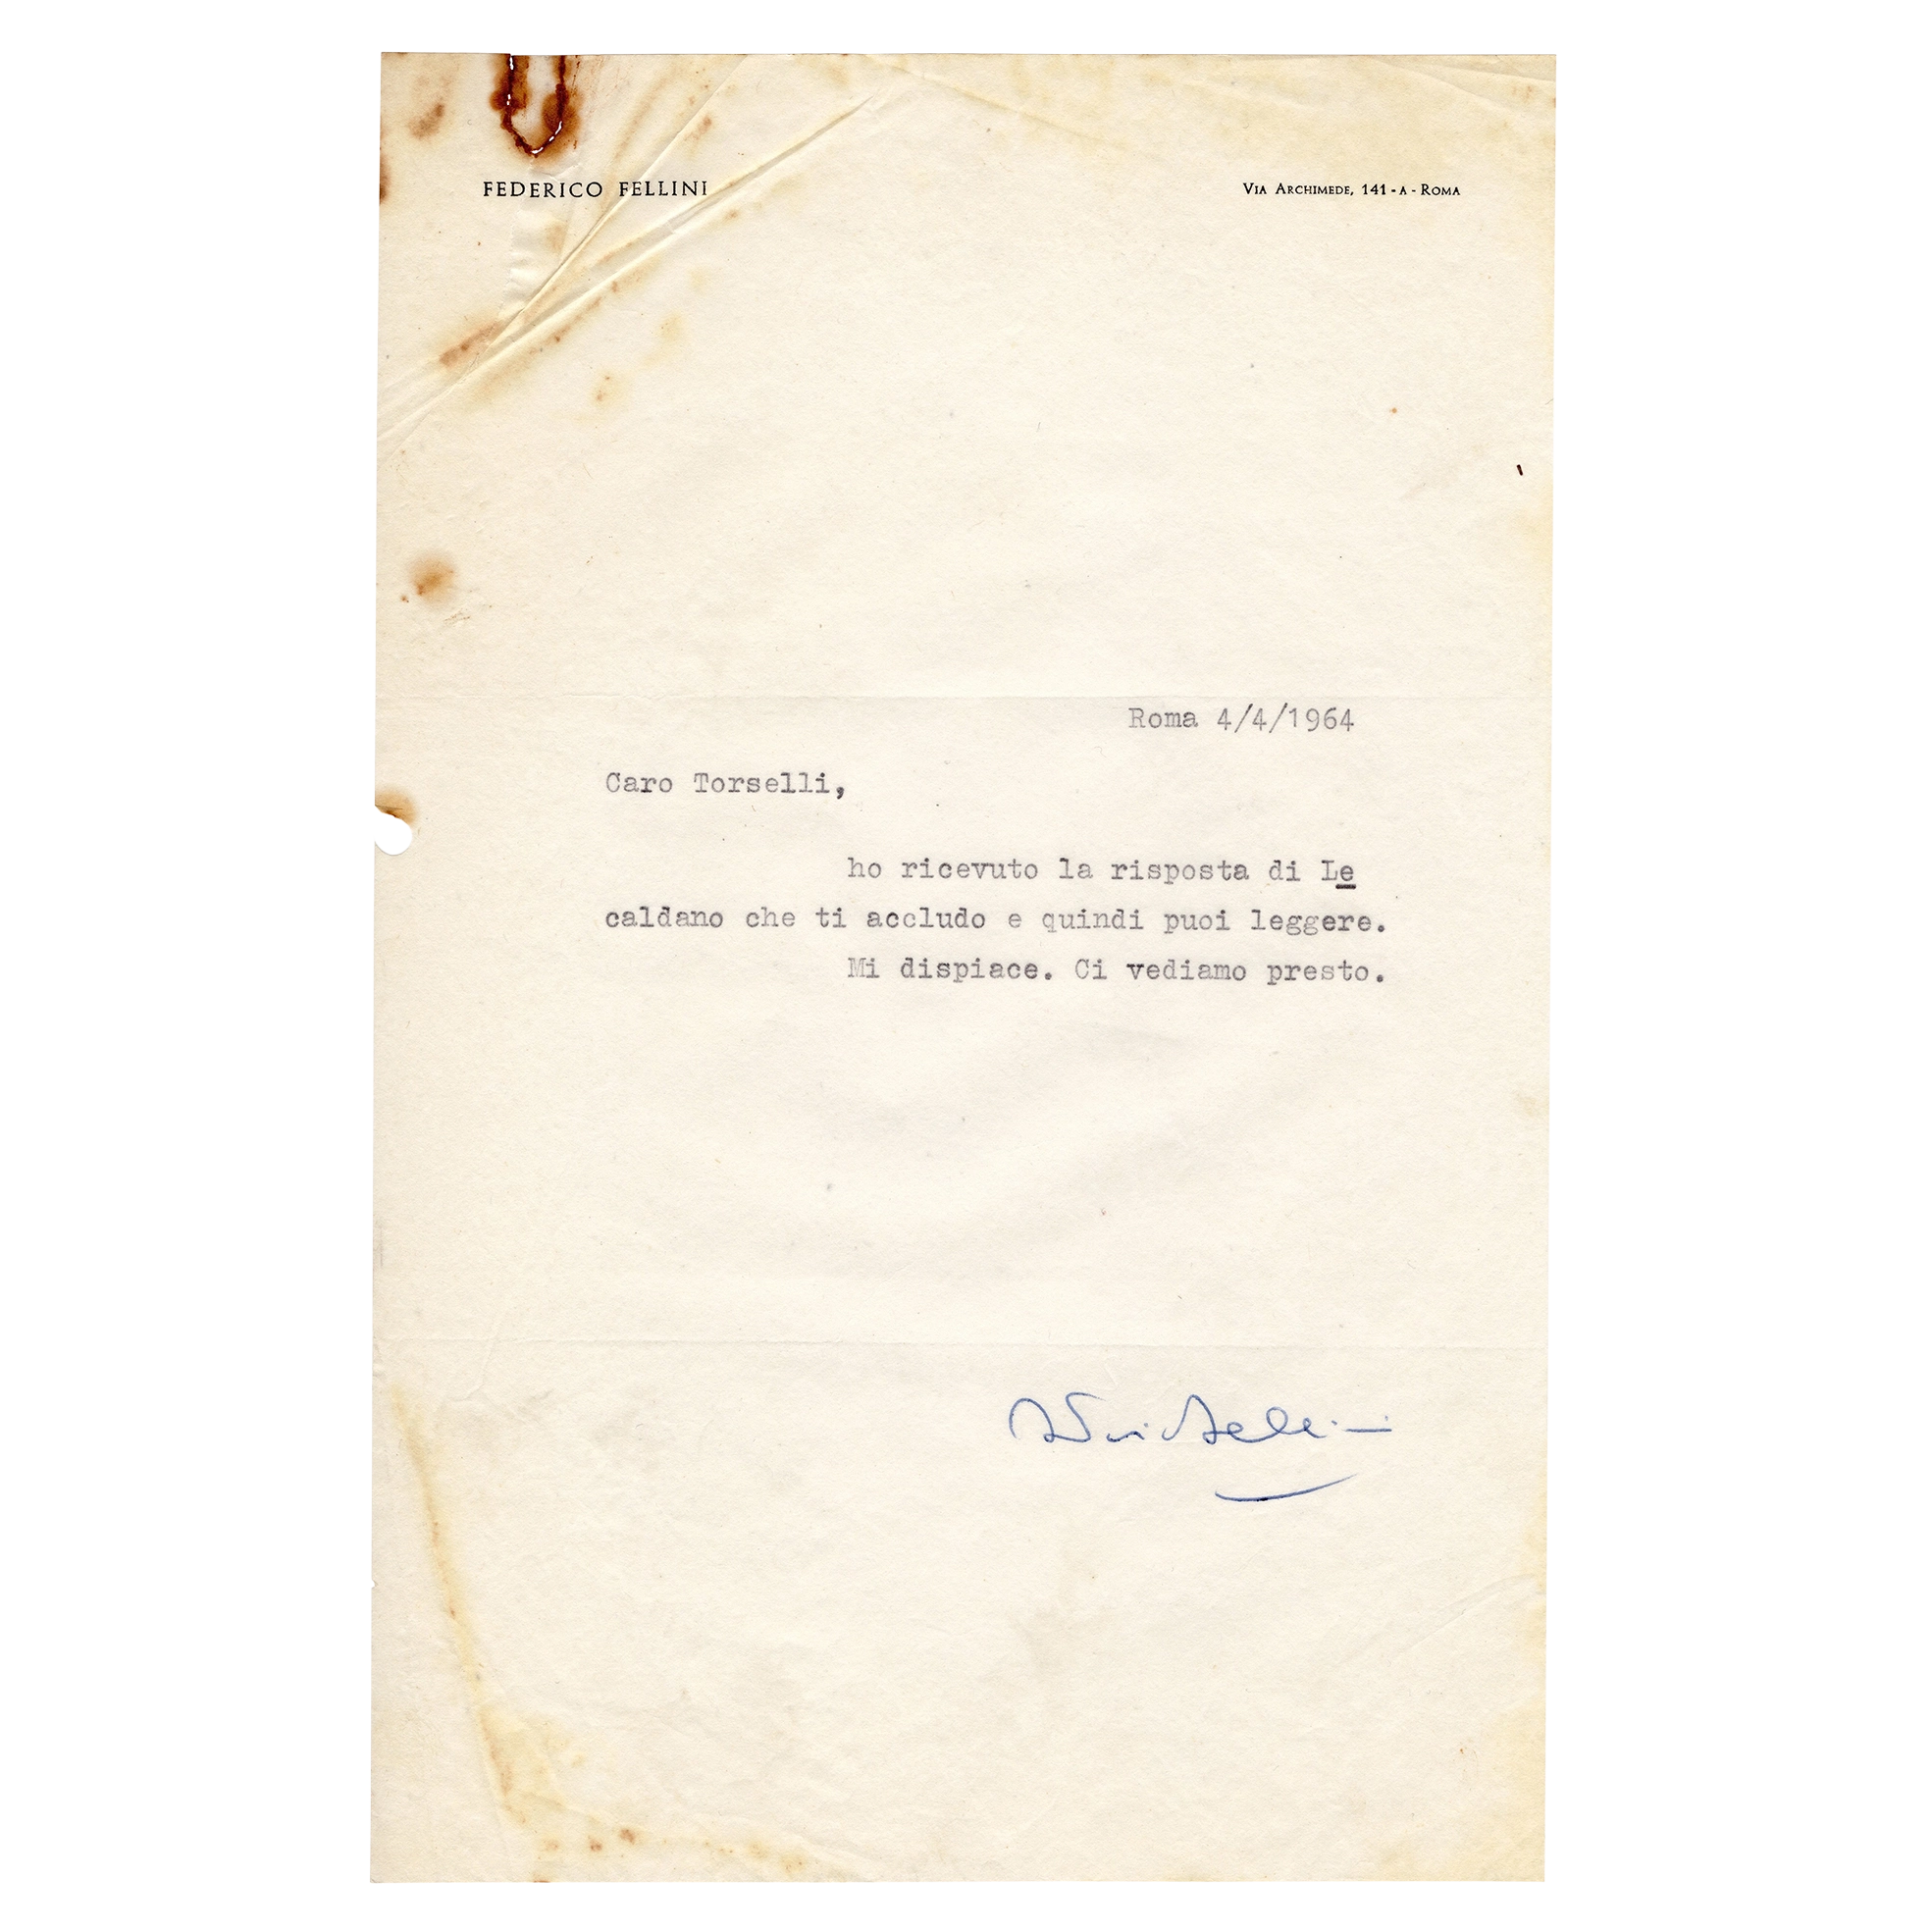 FEDERICO FELLINI
VIA ARCHIMEDE, 141 - A - ROMA
Roma 4/4/1964
Caro Torselli,
ho ricevuto la risposta di Le
caldano che ti accludo e quindi puoi leggere.
Mi dispiace. Ci vediamo presto.
Fellini